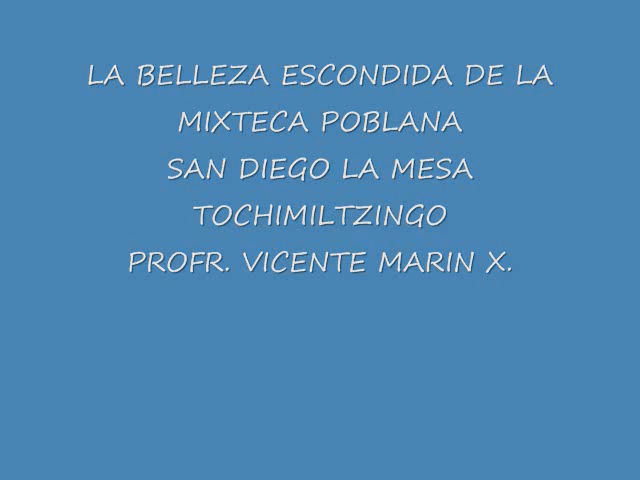 LA BELLEZA ESCONDIDA DE LA
MIXTECA POBLANA
SAN DIEGO LA MESA
TOCHIMILTZINGO
PROFR. VICENTE MARIN X.